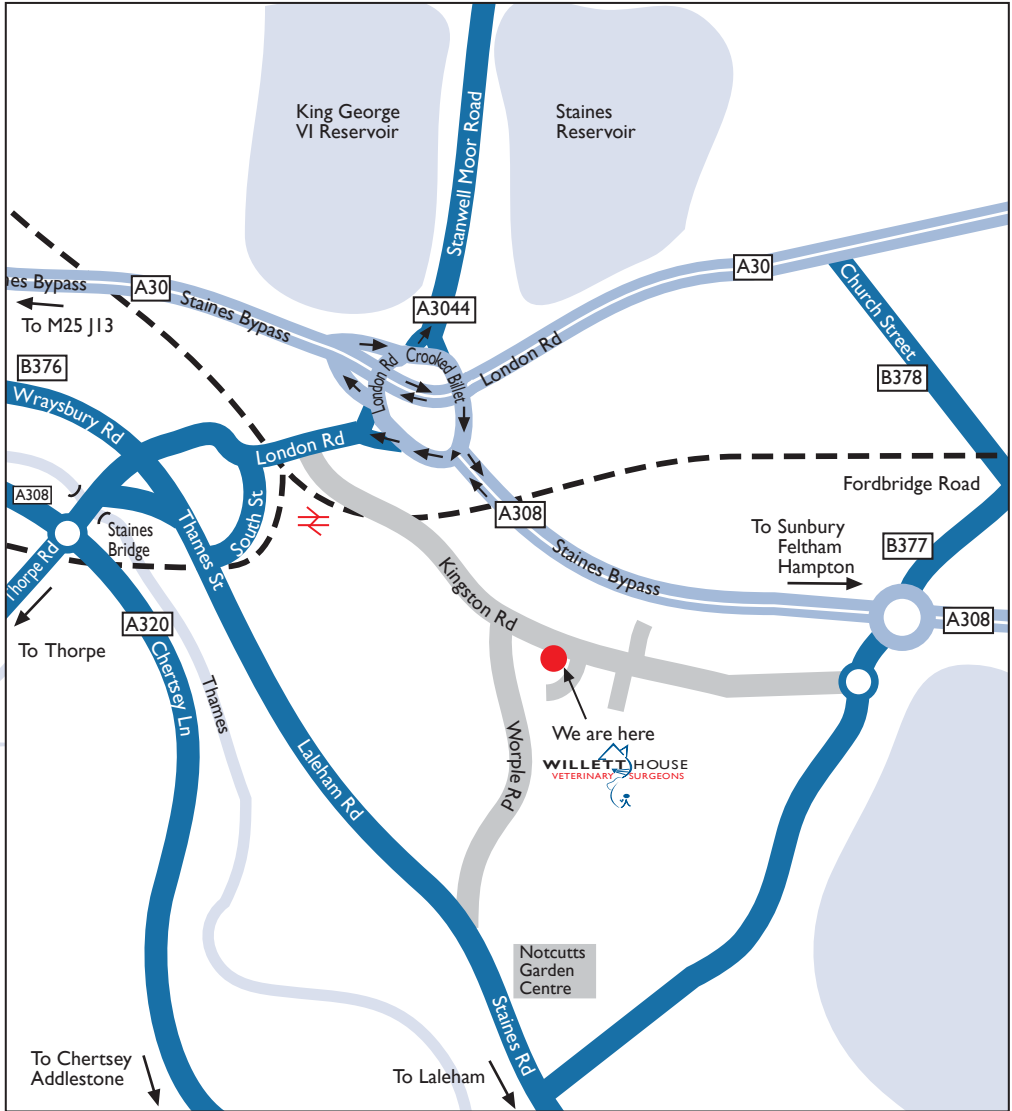 King George
VI Reservoir
Staines
Reservoir
Stanwell Moor Road
A30
A30
nes Bypass
Staines Bypass
To M25 J13
A3044
Church Street
London Rd
Crooked Billet
London Rd
B376
B378
Wraysbury Rd
London Rd
A308
South St
Fordbridge Road
A308
Staines
Bridge
Thames St
To Sunbury
Feltham
Hampton
B377
Thorpe Rd
Kingston Rd
Staines Bypass
A320
A308
To Thorpe
Chertsey Ln
Thames
We are here
WILLETT HOUSE
VETERINARY SURGEONS
Laleham Rd
Worple Rd
Notcutts
Garden
Centre
Staines Rd
To Chertsey
Addlestone
To Laleham